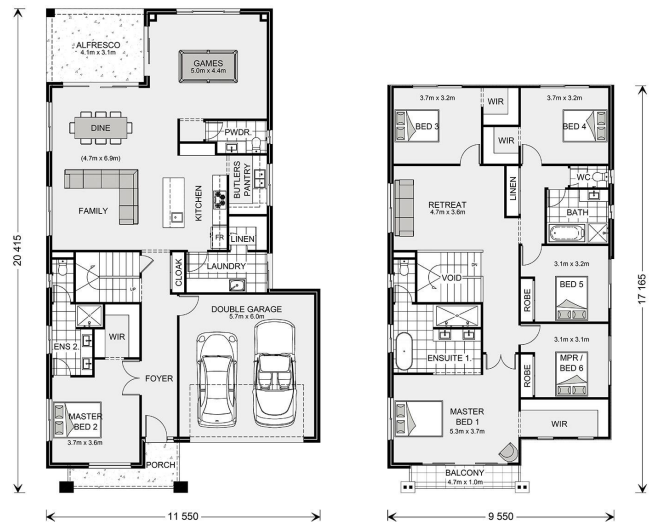 ALFRESCO
4.1m x 3.1m
GAMES
5.0m x 4.4m
DINE
(4.7m x 6.9m)
FAMILY
PWDR.
BUTLERS
PANTRY
KITCHEN
FR
LINEN
CLOAK
LAUNDRY
UP
DOUBLE GARAGE
5.7m x 6.0m
WIR
ENS 2.
FOYER
MASTER
BED 2
3.7m x 3.6m
PORCH
20 415
11 550
3.7m x 3.2m
BED 3
WIR
WIR
3.7m x 3.2m
BED 4
RETREAT
4.7m x 3.6m
LINEN
WC
BATH
VOID
DN
3.1m x 3.2m
BED 5
ROBE
ENSUITE 1.
3.1m x 3.1m
MPR /
BED 6
ROBE
MASTER
BED 1
5.3m x 3.7m
WIR
BALCONY
4.7m x 1.0m
17 165
9 550